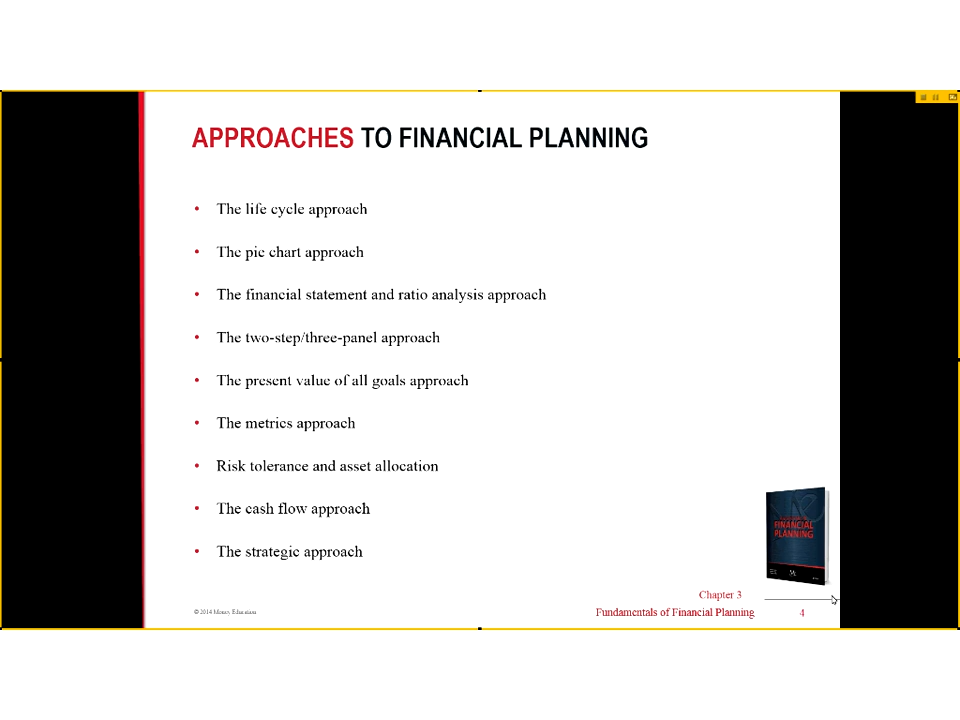 APPROACHES TO FINANCIAL PLANNING
• The life cycle approach
• The pie chart approach
• The financial statement and ratio analysis approach
• The two-step/three-panel approach
• The present value of all goals approach
• The metrics approach
• Risk tolerance and asset allocation
• The cash flow approach
• The strategic approach
FINANCIAL
PLANNING
Chapter 3
© 2014 Money Education
Fundamentals of Financial Planning
4